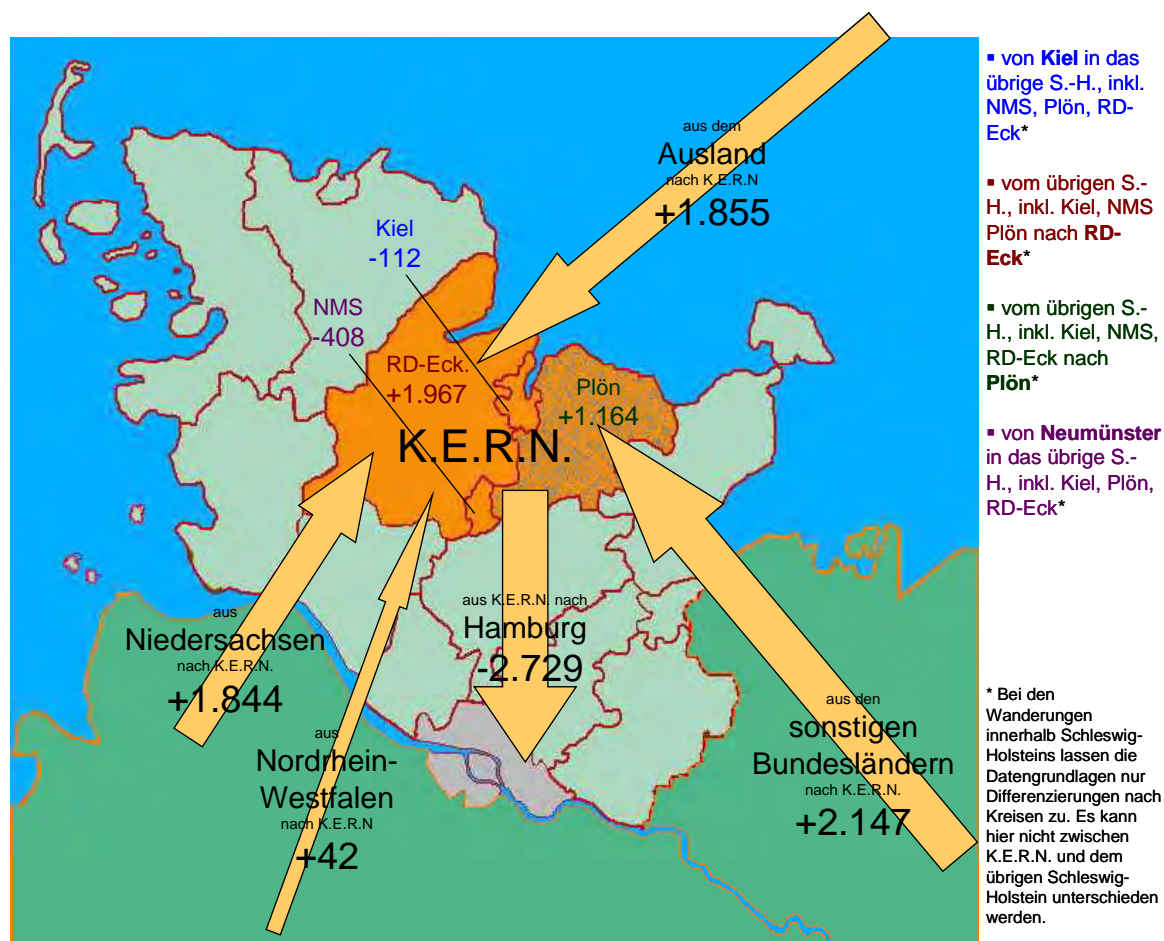 aus dem
Ausland
nach K.E.R.N
+1.855
Kiel
-112
NMS
-408
RD-Eck.
+1.967
Plön
+1.164
K.E.R.N.
aus
Niedersachsen
nach K.E.R.N.
+1.844
aus
Nordrhein-
Westfalen
nach K.E.R.N
+42
aus K.E.R.N. nach
Hamburg
-2.729
aus den
sonstigen
Bundesländern
nach K.E.R.N.
+2.147
▪ von Kiel in das
übrige S.-H., inkl.
NMS, Plön, RD-
Eck*
▪ vom übrigen S.-
H., inkl. Kiel, NMS
Plön nach RD-
Eck*
▪ vom übrigen S.-
H., inkl. Kiel, NMS,
RD-Eck nach
Plön*
▪ von Neumünster
in das übrige S.-
H., inkl. Kiel, Plön,
RD-Eck*
* Bei den
Wanderungen
innerhalb Schleswig-
Holsteins lassen die
Datengrundlagen nur
Differenzierungen nach
Kreisen zu. Es kann
hier nicht zwischen
K.E.R.N. und dem
übrigen Schleswig-
Holstein unterschieden
werden.